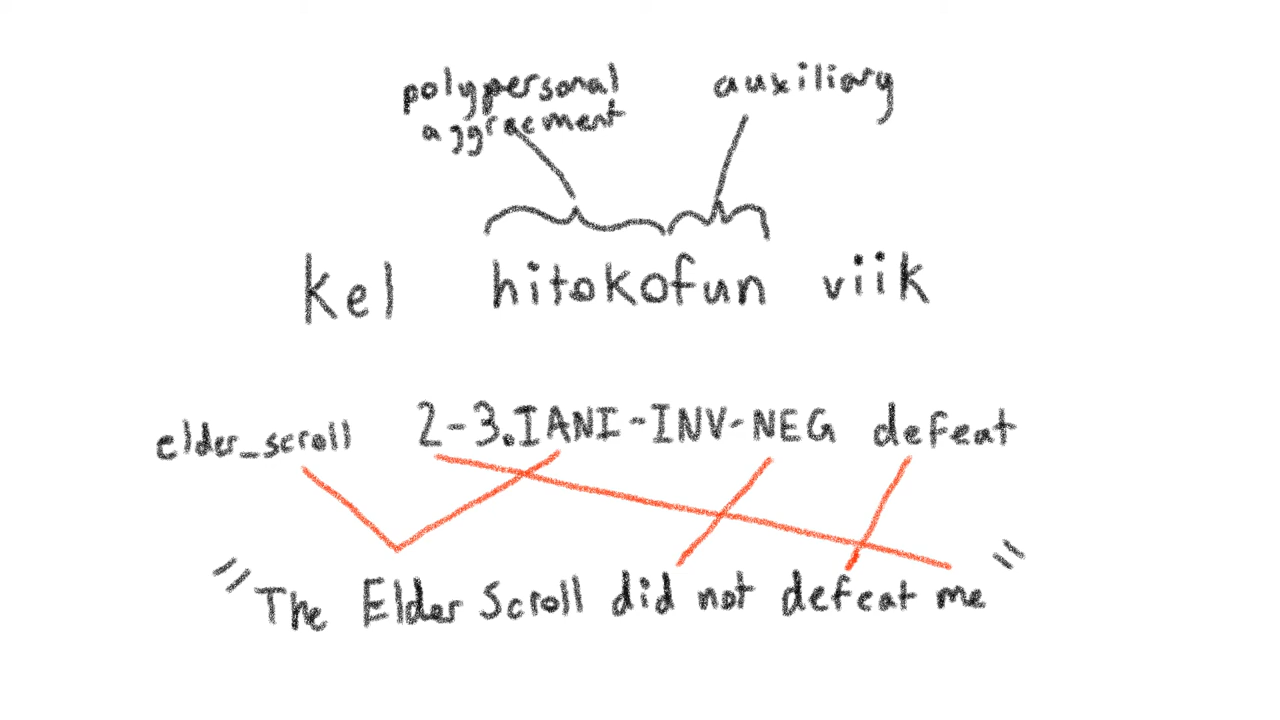 polypersonal
aggreement
auxiliary
kel hitokofun viik
elder_scroll 2-3.IANI-INV-NEG defeat
"The Elder Scroll did not defeat me"